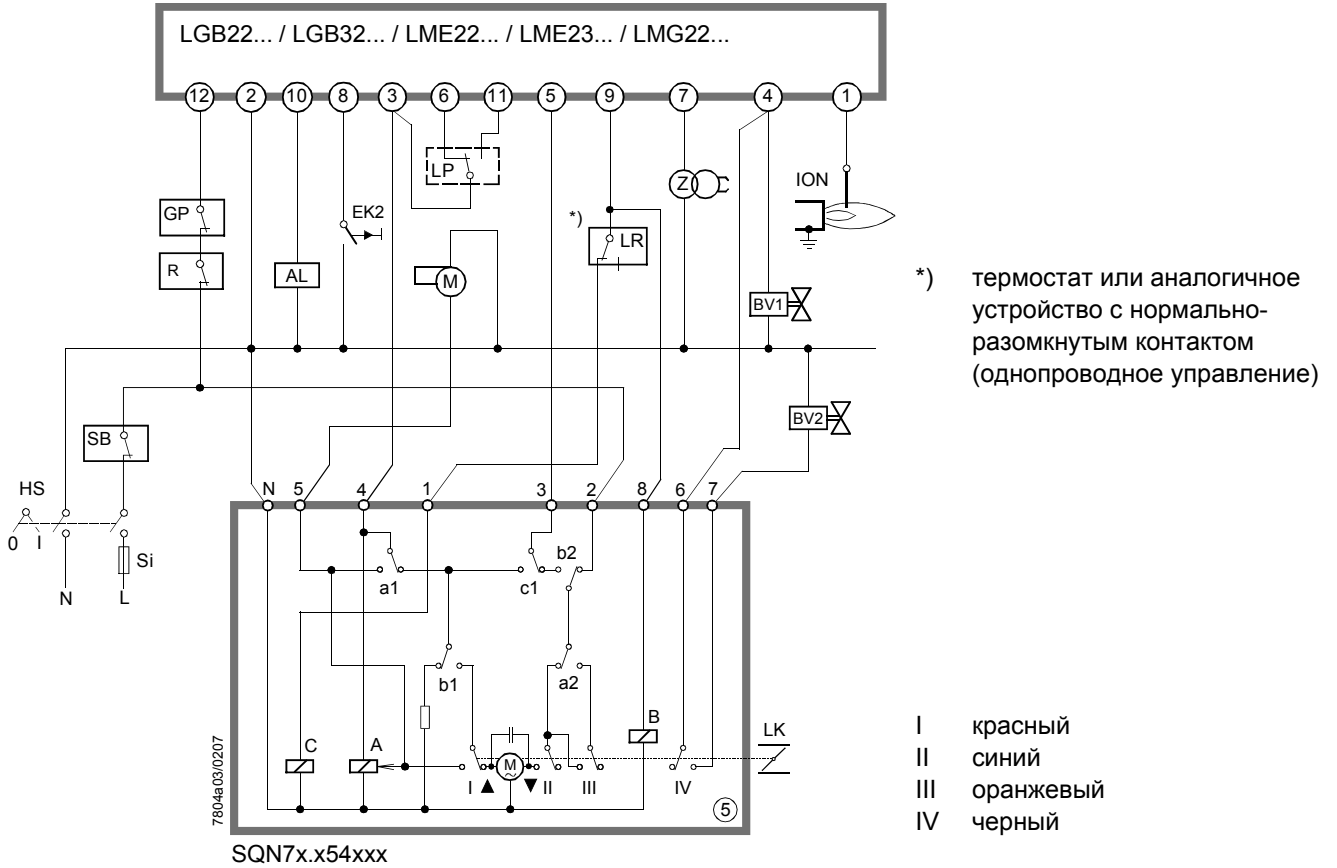 LGB22... / LGB32... / LME22... / LME23... / LMG22...
12 2 10 8 3 6 11 5 9 7 4 1
LP
Z
ION
GP
EK2
*)
LR
R
AL
M
BV1
*) термостат или аналогичное
устройство с нормально-
разомкнутым контактом
(однопроводное управление)
BV2
SB
HS
N 5 4 1 3 2 8 6 7
0 I
Si
N L
a1 c1 b2
b1 a2
B
C A
LK
M
~
I II III IV
5
7804a03/0207
I красный
II синий
III оранжевый
IV черный
SQN7x.x54xxx